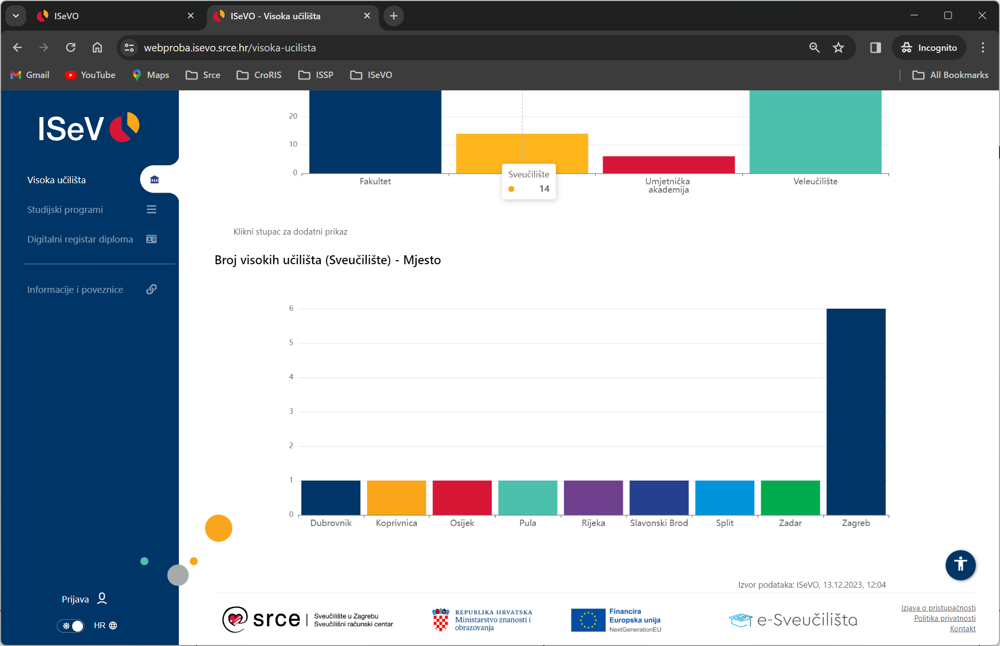 ISeVO
ISeVO - Visoka učilišta
webproba.isevo.srce.hr/visoka-ucilista
Incognito
Gmail
YouTube
Maps
Srce
CroRIS
ISSP
ISeVO
All Bookmarks
ISeV
Visoka učilišta
Studijski programi
Digitalni registar diploma
Informacije i poveznice
Prijava
HR
20
10
0
Fakultet
Sveučilište
14
Umjetnička
akademija
Veleučilište
Klikni stupac za dodatni prikaz
Broj visokih učilišta (Sveučilište) - Mjesto
6
5
4
3
2
1
0
Dubrovnik
Koprivnica
Osijek
Pula
Rijeka
Slavonski Brod
Split
Zadar
Zagreb
Izvor podataka: ISeVO, 13.12.2023, 12:04
srce
Sveučilište u Zagrebu
Sveučilišni računski centar
REPUBLIKA HRVATSKA
Ministarstvo znanosti i
obrazovanja
Financira
Europska unija
NextGenerationEU
e-Sveučilišta
Izjava o pristupačnosti
Politika privatnosti
Kontakt